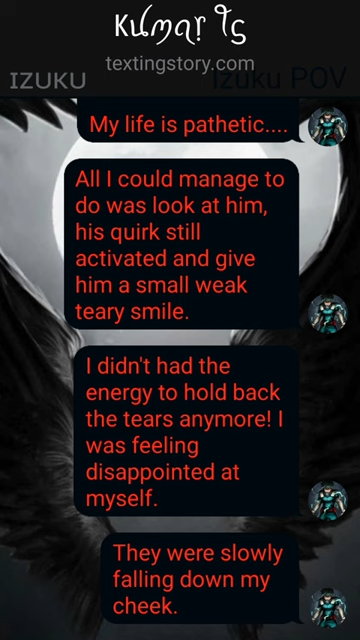 Kumar Ts
textingstory.com
IZUKU
Izuku POV
My life is pathetic....
All I could manage to
do was look at him,
his quirk still
activated and give
him a small weak
teary smile.
I didn't had the
energy to hold back
the tears anymore! I
was feeling
disappointed at
myself.
They were slowly
falling down my
cheek.